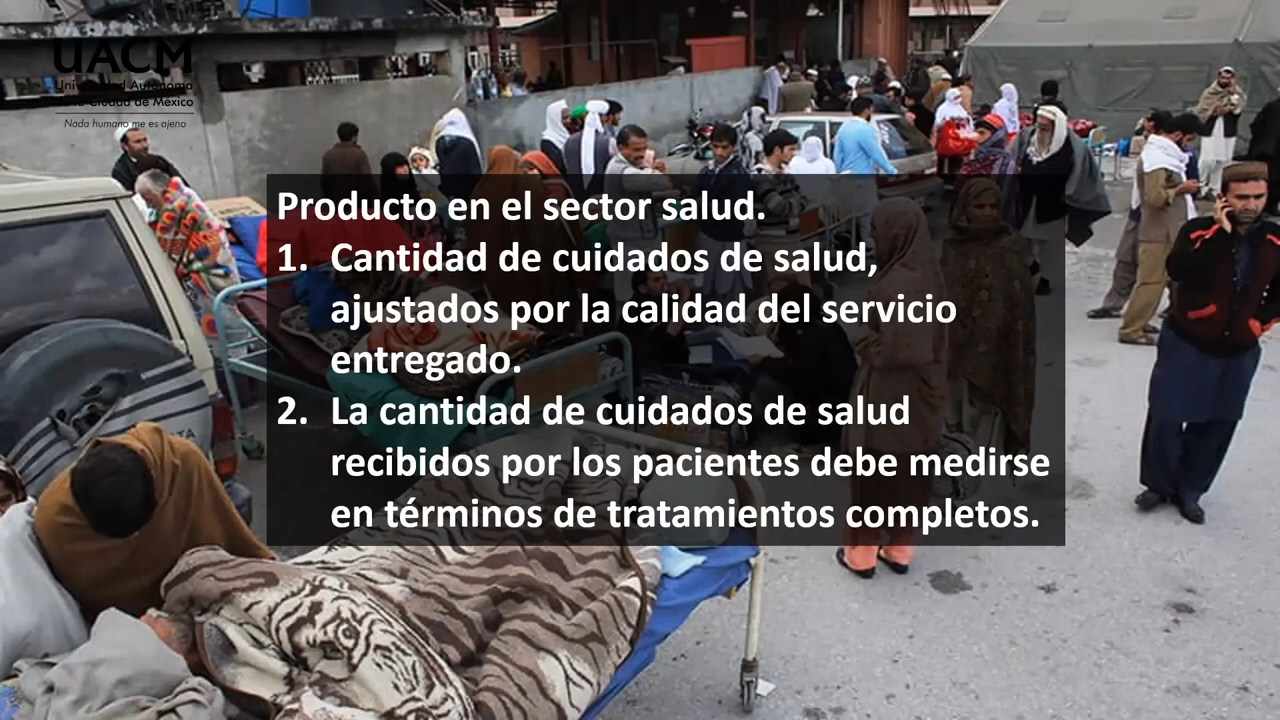 UACM
Universidad Autónoma
de la Ciudad de México
Nada humano me es ajeno
Producto en el sector salud.
1. Cantidad de cuidados de salud,
ajustados por la calidad del servicio
entregado.
2. La cantidad de cuidados de salud
recibidos por los pacientes debe medirse
en términos de tratamientos completos.